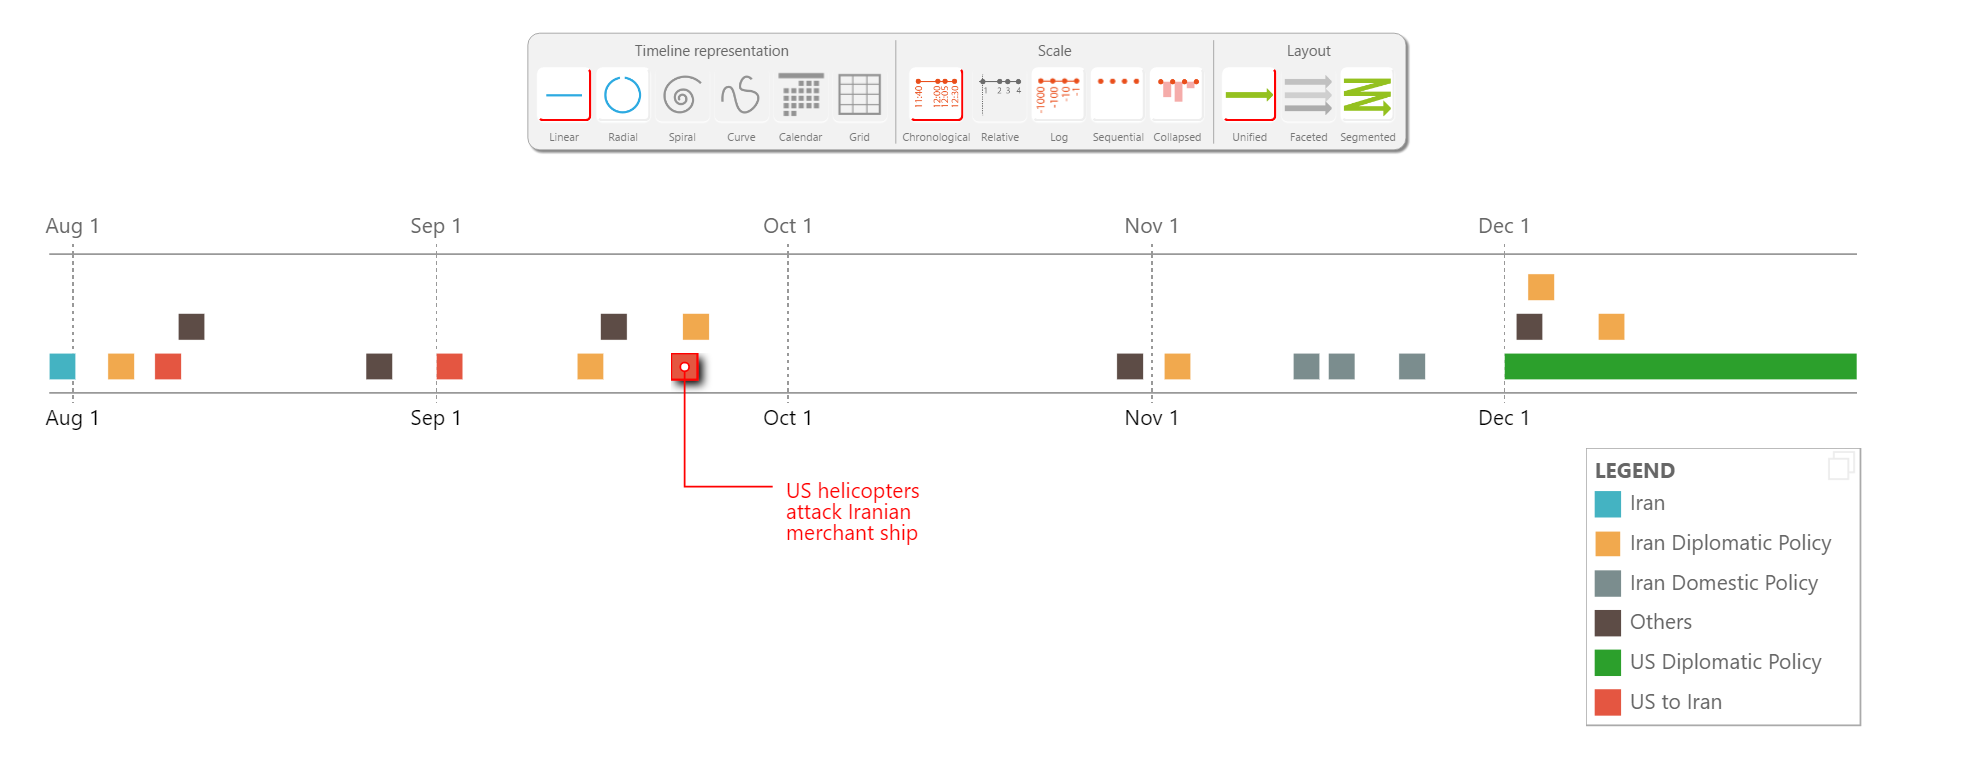 Timeline representation Scale Layout
11:40 12:00 12:05 12:30 1 2 3 4 -1000 -100 -10 -1
Linear Radial Spiral Curve Calendar Grid Chronological Relative Log Sequential Collapsed Unified Faceted Segmented
Aug 1 Sep 1 Oct 1 Nov 1 Dec 1
Aug 1 Sep 1 Oct 1 Nov 1 Dec 1
US helicopters
attack Iranian
merchant ship
LEGEND
Iran
Iran Diplomatic Policy
Iran Domestic Policy
Others
US Diplomatic Policy
US to Iran